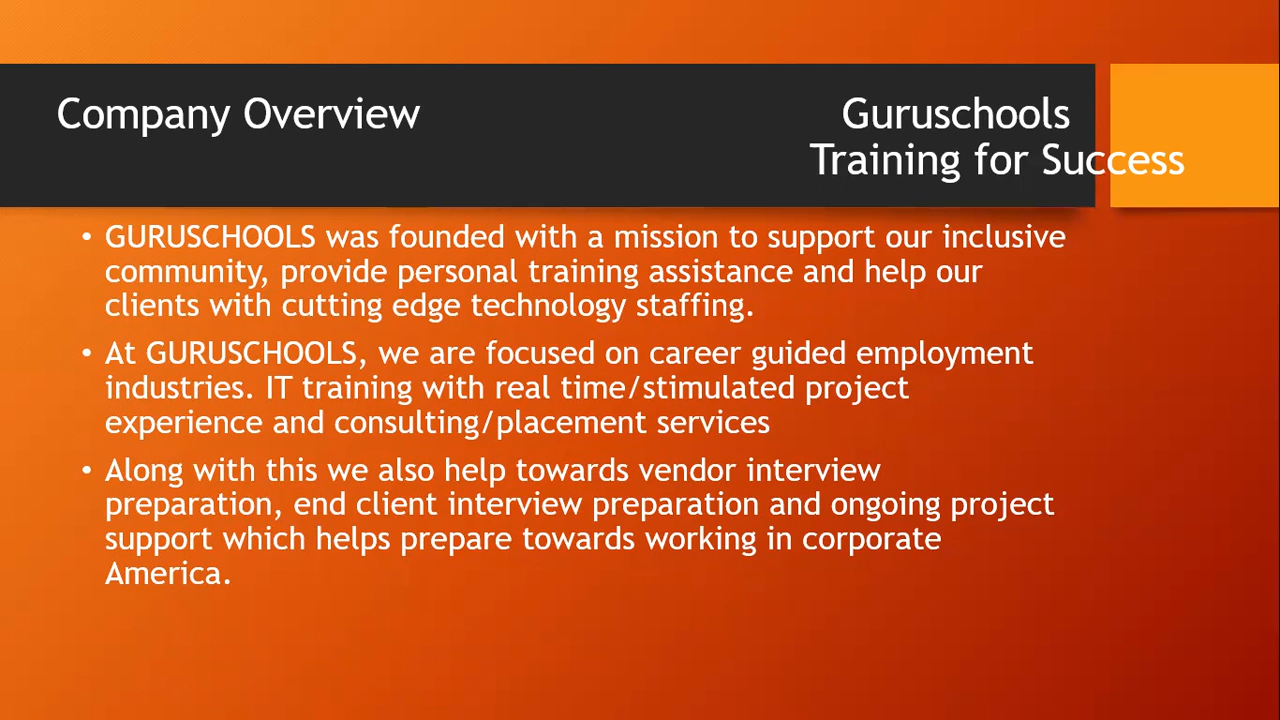 Company Overview
Guruschools
Training for Success
• GURUSCHOOLS was founded with a mission to support our inclusive
community, provide personal training assistance and help our
clients with cutting edge technology staffing.
• At GURUSCHOOLS, we are focused on career guided employment
industries. IT training with real time/stimulated project
experience and consulting/placement services
• Along with this we also help towards vendor interview
preparation, end client interview preparation and ongoing project
support which helps prepare towards working in corporate
America.